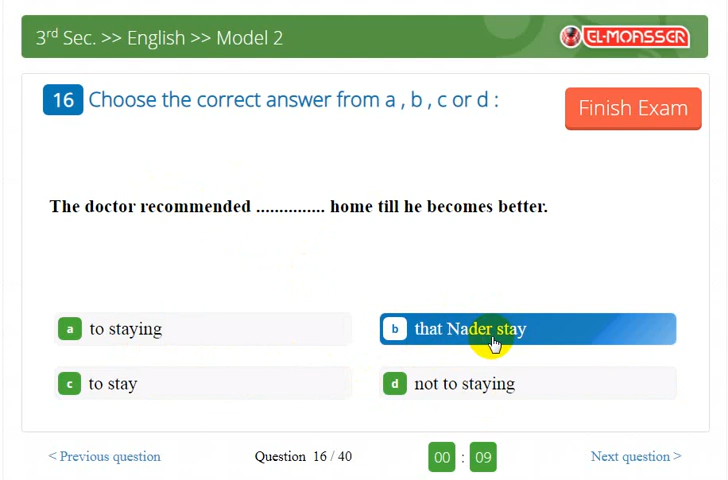 3rd Sec. >> English >> Model 2
EL-MOASSER
16 Choose the correct answer from a , b , c or d :
Finish Exam
The doctor recommended ............... home till he becomes better.
a to staying
b that Nader stay
c to stay
d not to staying
< Previous question
Question 16 / 40
00 : 09
Next question >